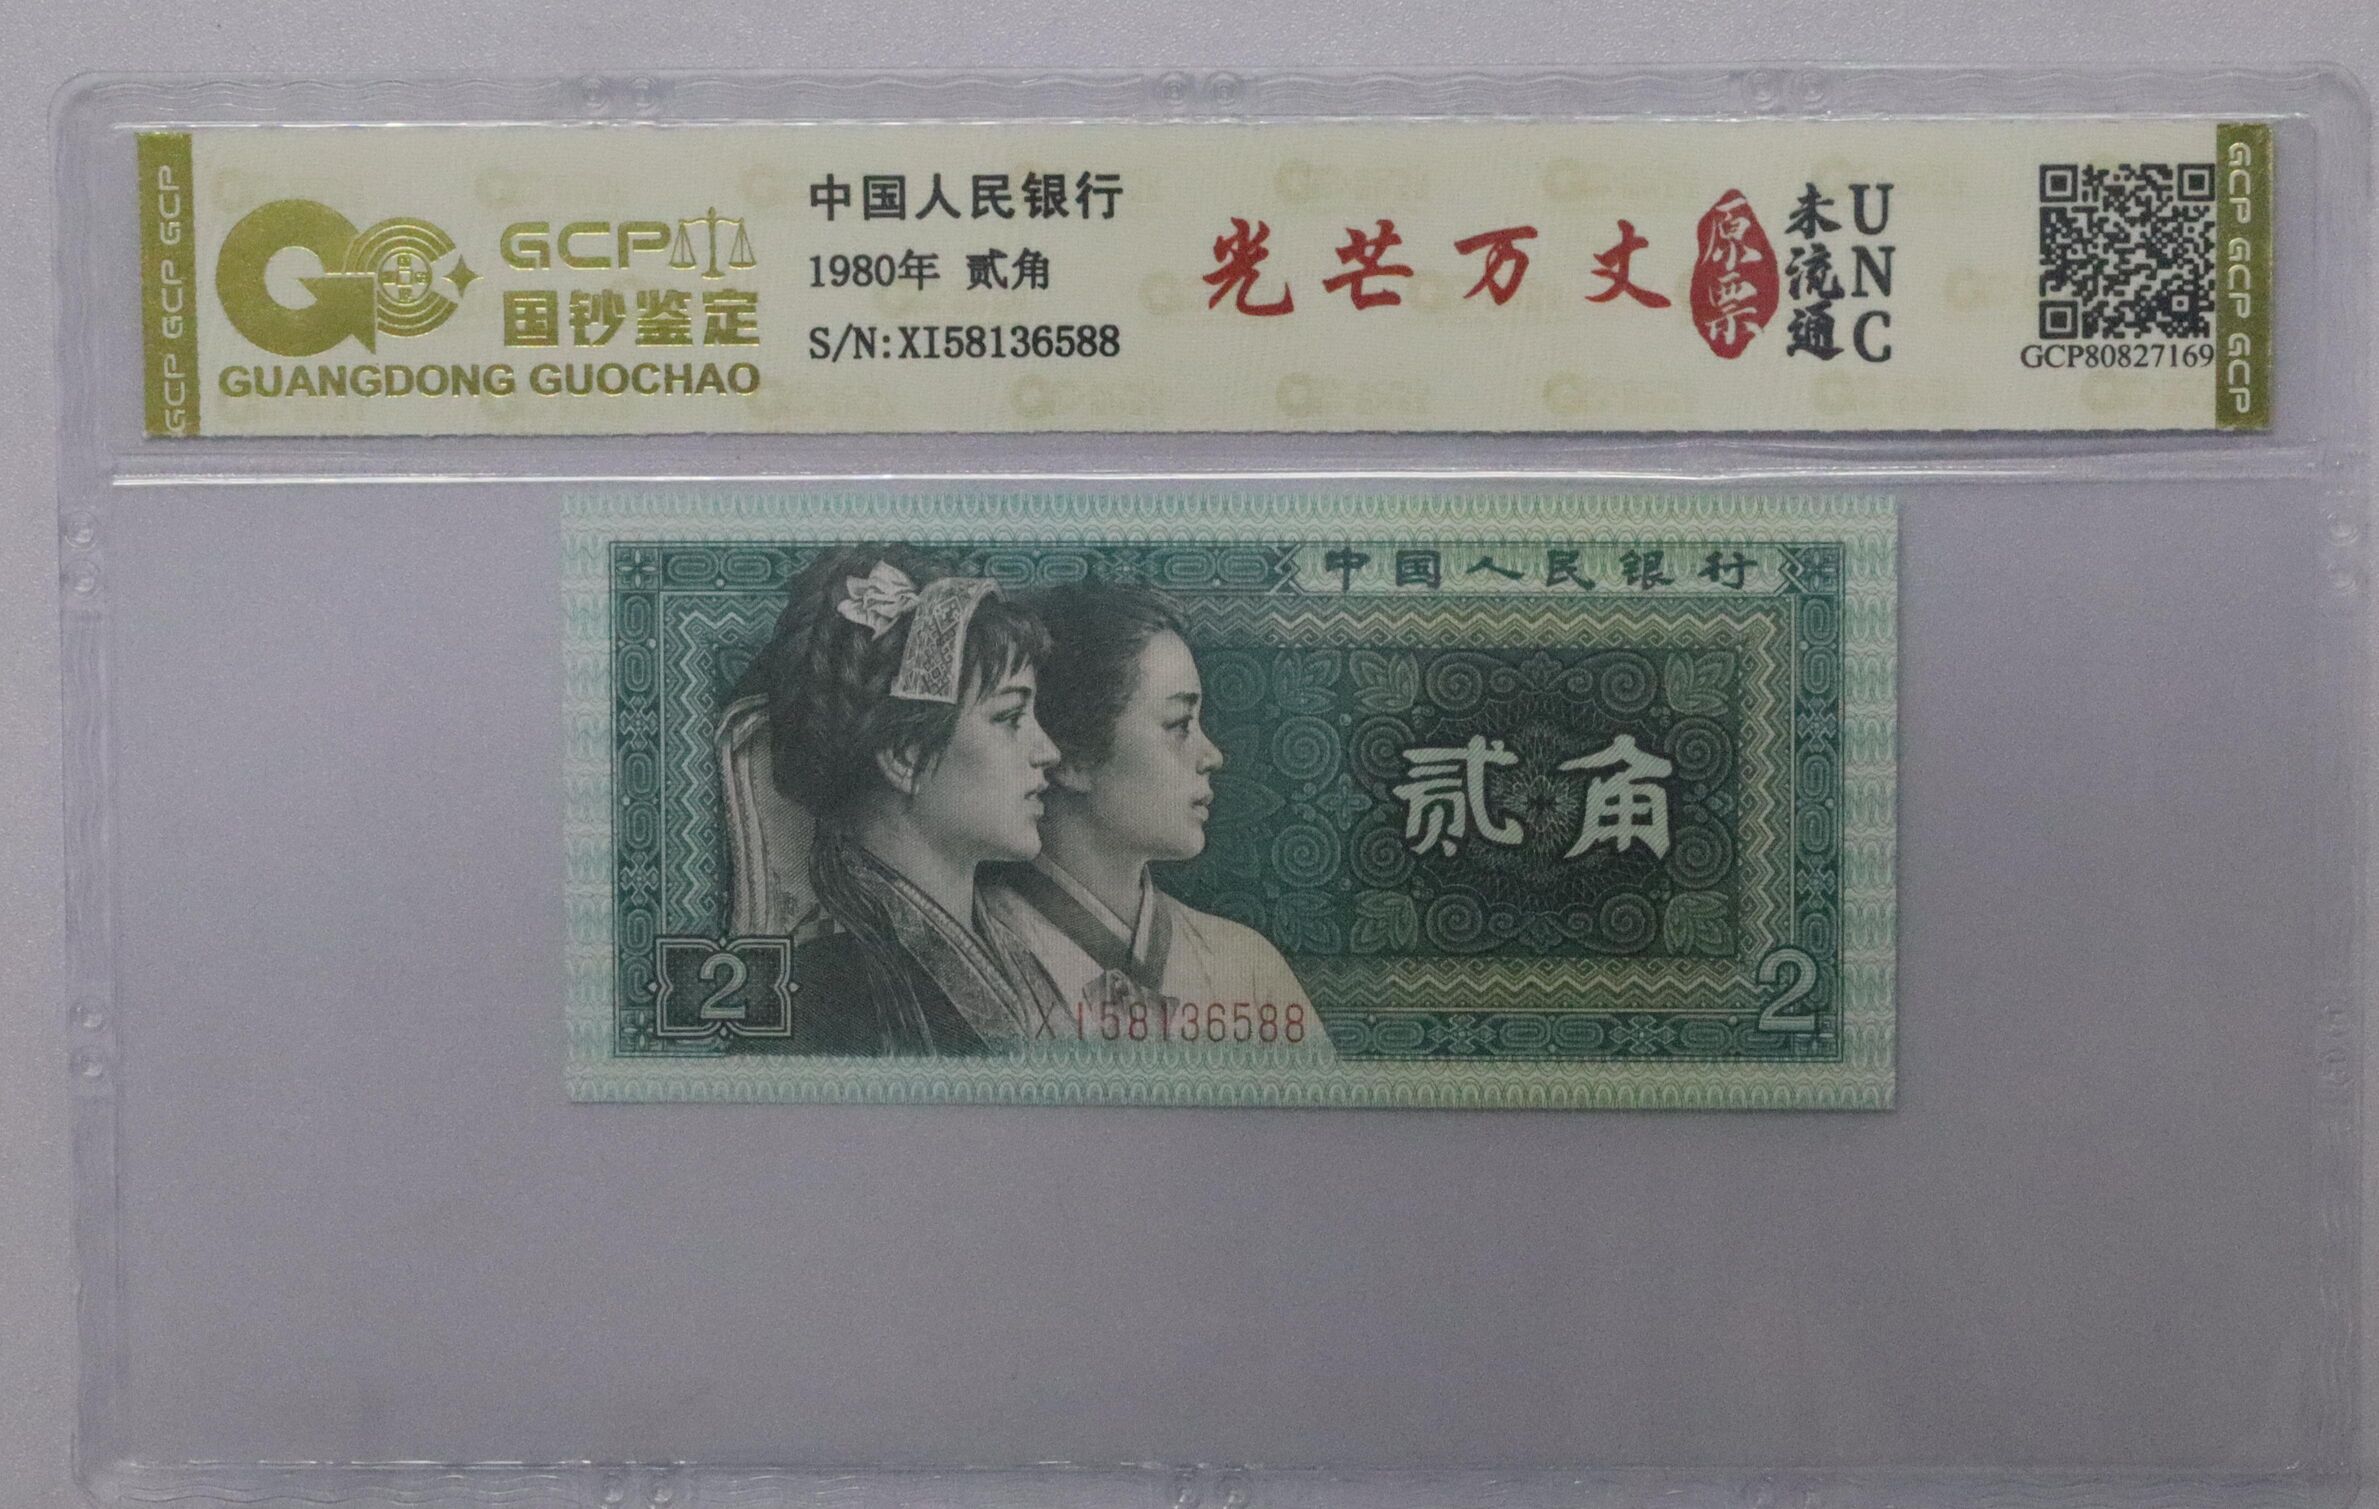 GCP GCP GCP
GCP
国钞鉴定
GUANGDONG GUOCHAO
中国人民银行
1980年 贰角
S/N:XI58136588
光芒万丈
原票
未流通
UNC
GCP80827169
GCP GCP GCP
中国人民银行
贰角
2
XI58136588
2